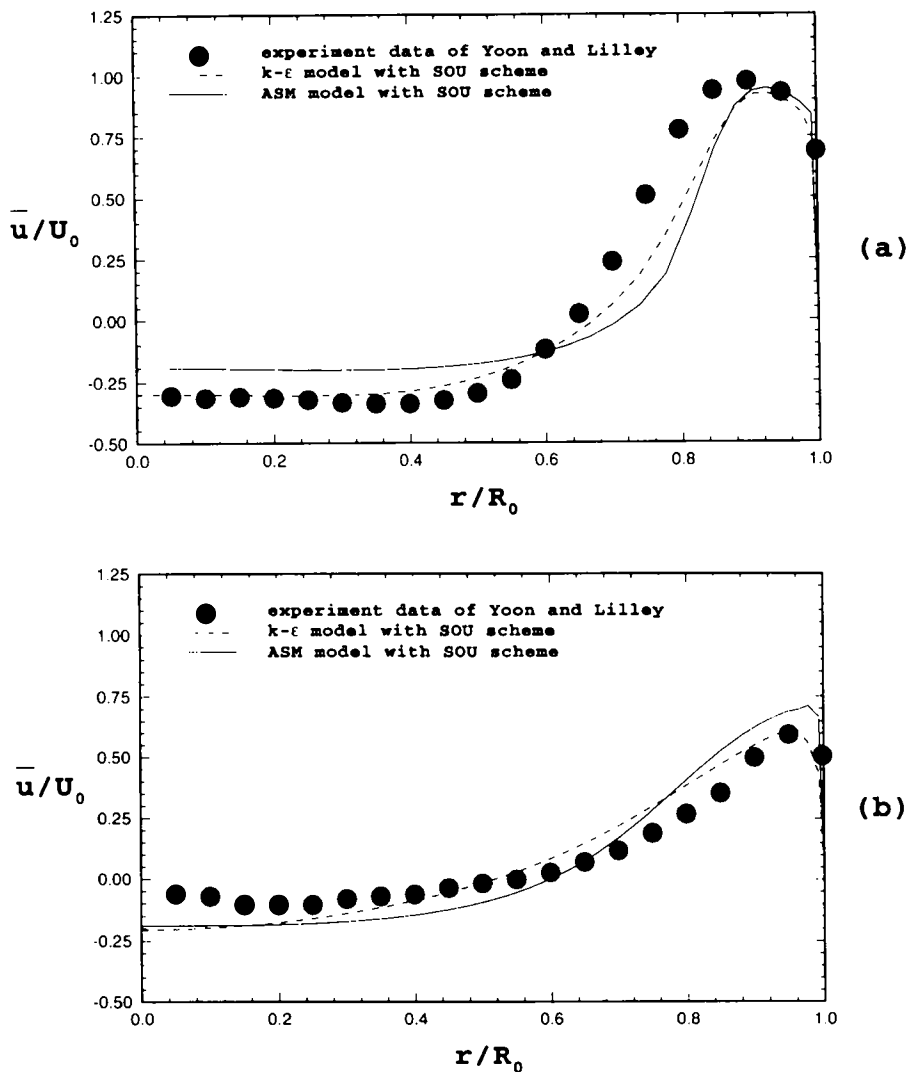 1.25
1.00
0.75
0.50
0.25
0.00
-0.25
-0.50
u̅/U₀
experiment data of Yoon and Lilley
k-ε model with SOU scheme
ASM model with SOU scheme
(a)
0.0 0.2 0.4 0.6 0.8 1.0
r/R₀
1.25
1.00
0.75
0.50
0.25
0.00
-0.25
-0.50
u̅/U₀
experiment data of Yoon and Lilley
k-ε model with SOU scheme
ASM model with SOU scheme
(b)
0.0 0.2 0.4 0.6 0.8 1.0
r/R₀